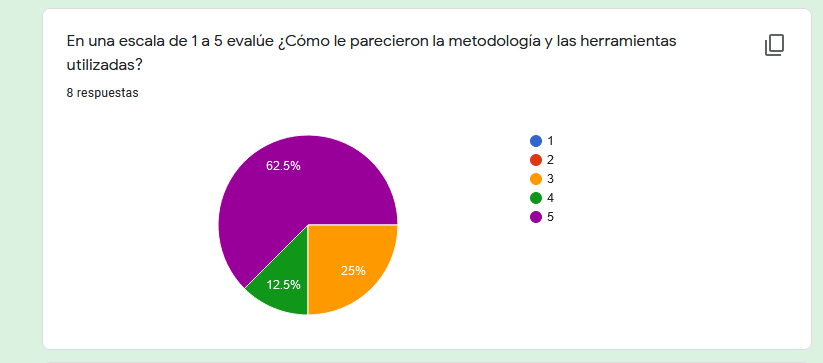 En una escala de 1 a 5 evalúe ¿Cómo le parecieron la metodología y las herramientas
utilizadas?
8 respuestas
62.5%
12.5%
25%
1
2
3
4
5